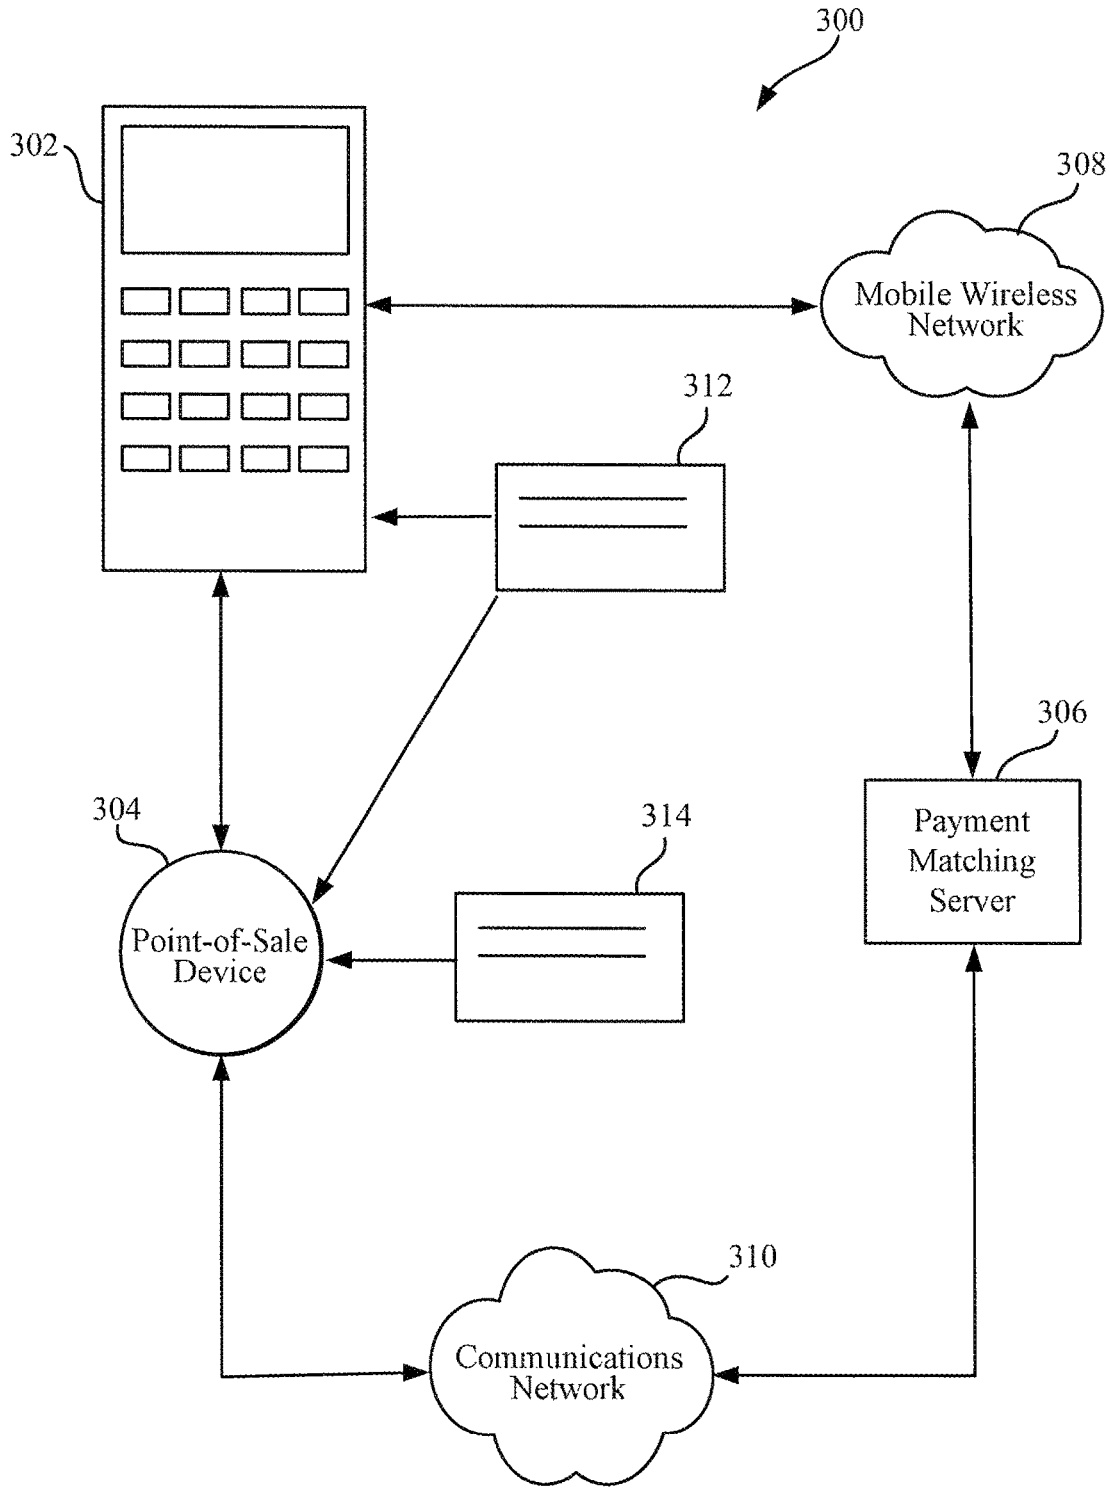 300
302
308
Mobile Wireless
Network
312
306
304
Payment
Matching
Server
314
Point-of-Sale
Device
310
Communications
Network